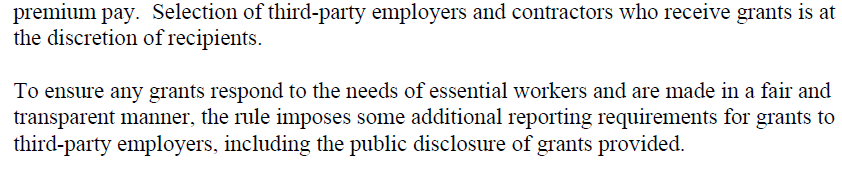 premium pay.  Selection of third-party employers and contractors who receive grants is at
the discretion of recipients.
To ensure any grants respond to the needs of essential workers and are made in a fair and
transparent manner, the rule imposes some additional reporting requirements for grants to
third-party employers, including the public disclosure of grants provided.